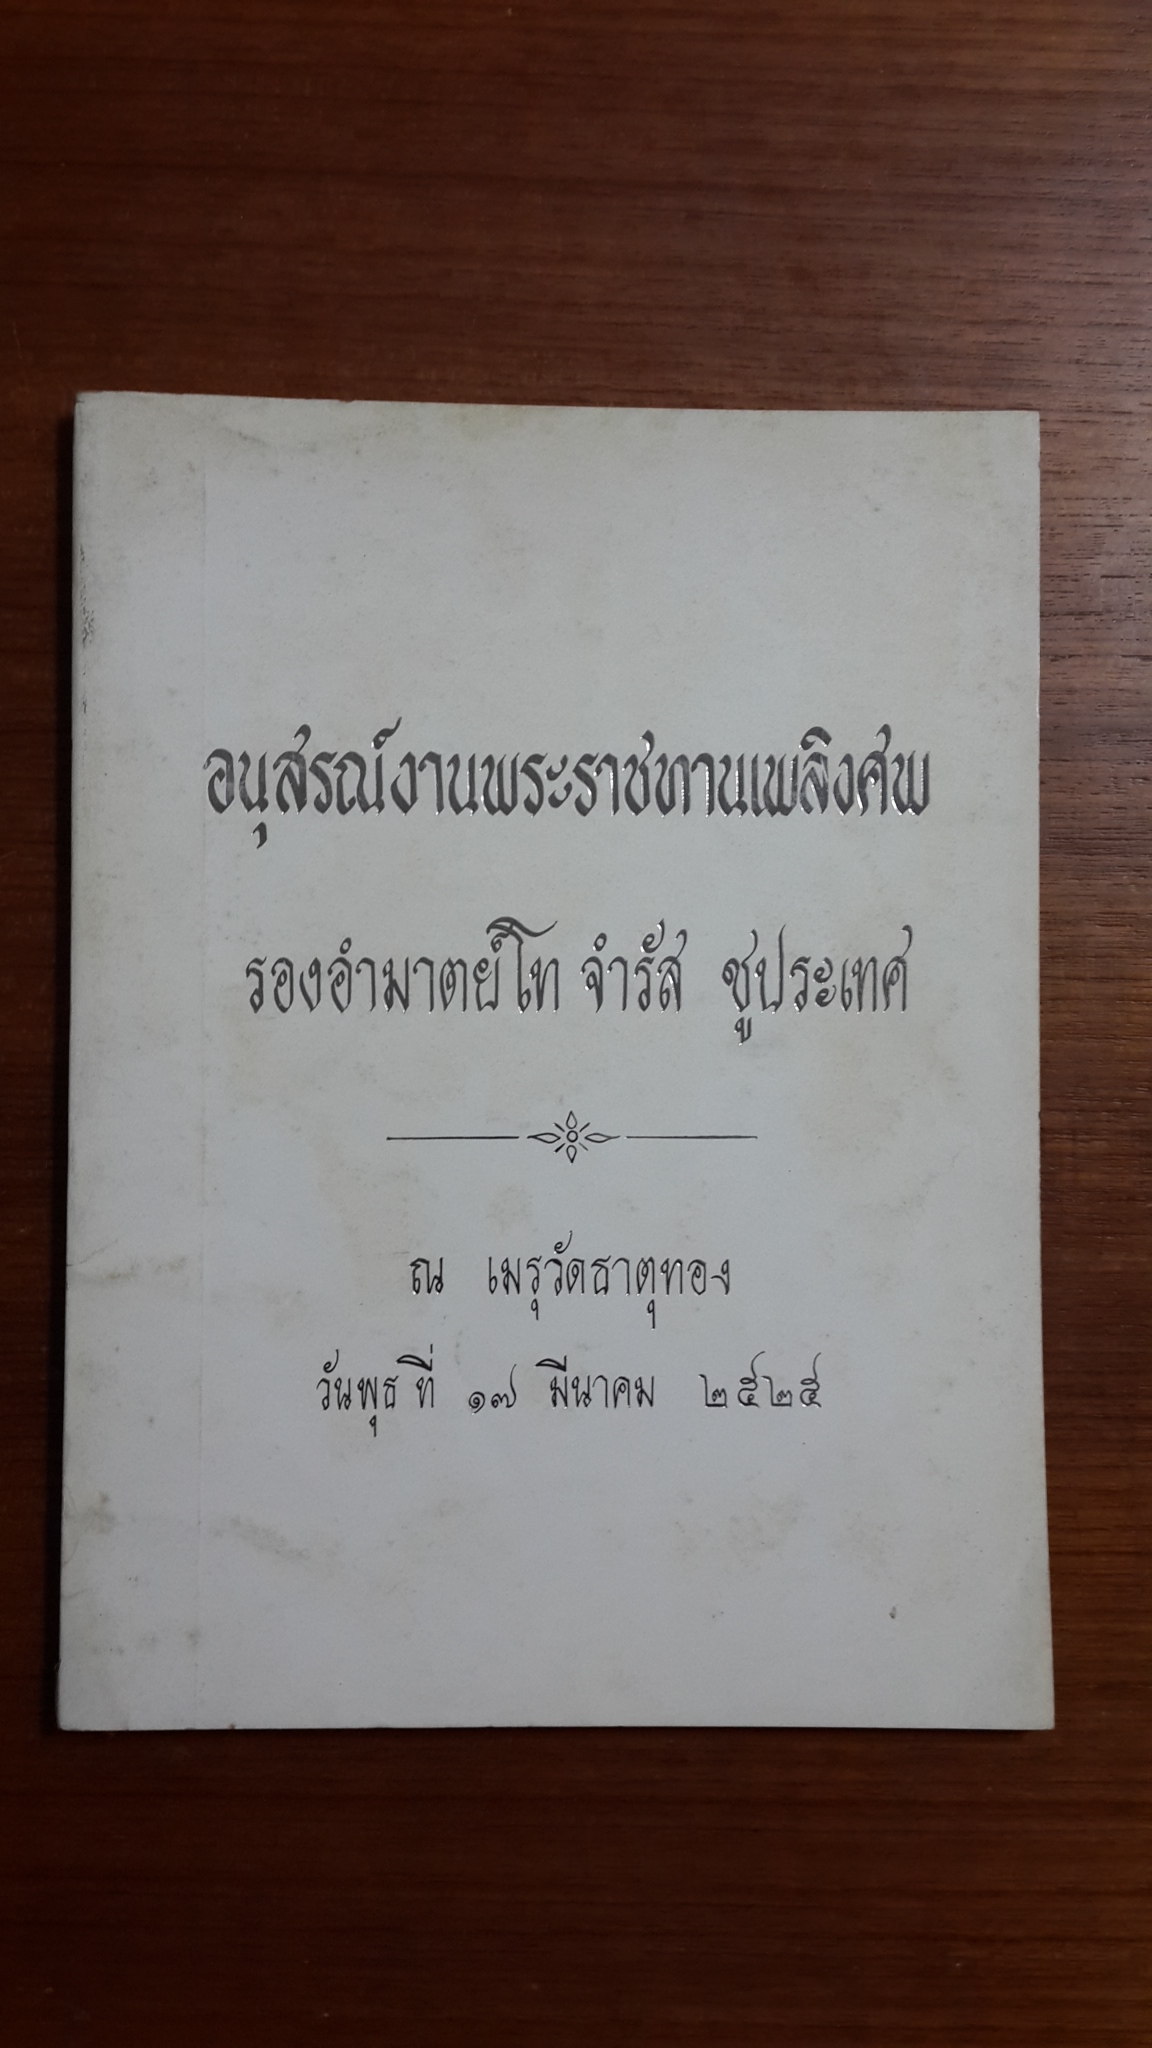 อนุสรณ์งานพระราชทานเพลิงศพ
รองอำมาตย์โท จำรัส ชูประเทศ
ณ เมรุวัดธาตุทอง
วันพุธ ที่ ๑๗ มีนาคม ๒๕๒๕